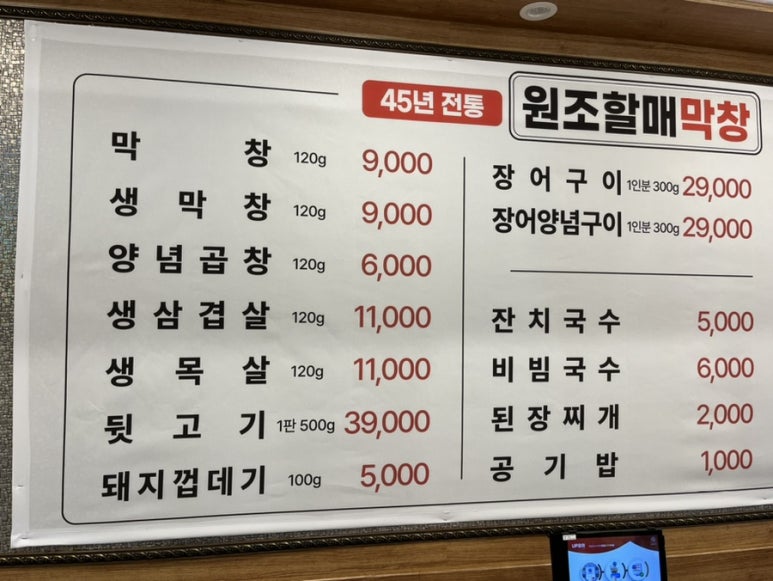 45년 전통
원조할매막창
막창 120g 9,000
생막창 120g 9,000
양념곱창 120g 6,000
생삼겹살 120g 11,000
생목살 120g 11,000
뒷고기 1판 500g 39,000
돼지껍데기 100g 5,000
장어구이 1인분 300g 29,000
장어양념구이 1인분 300g 29,000
잔치국수 5,000
비빔국수 6,000
된장찌개 2,000
공기밥 1,000